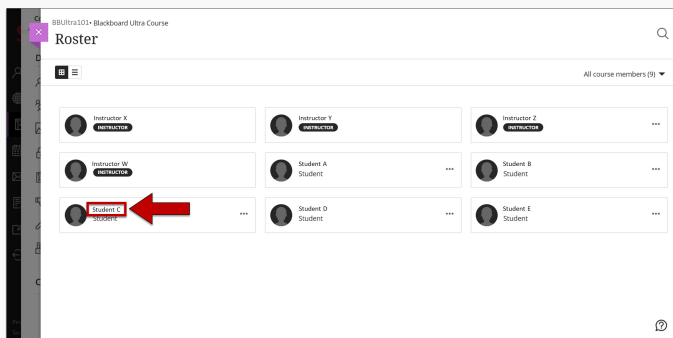 BBUltra101• Blackboard Ultra Course
Roster
All course members (9)
Instructor X
INSTRUCTOR
Instructor Y
INSTRUCTOR
Instructor Z
INSTRUCTOR
Instructor W
INSTRUCTOR
Student A
Student
Student B
Student
Student C
Student
Student D
Student
Student E
Student